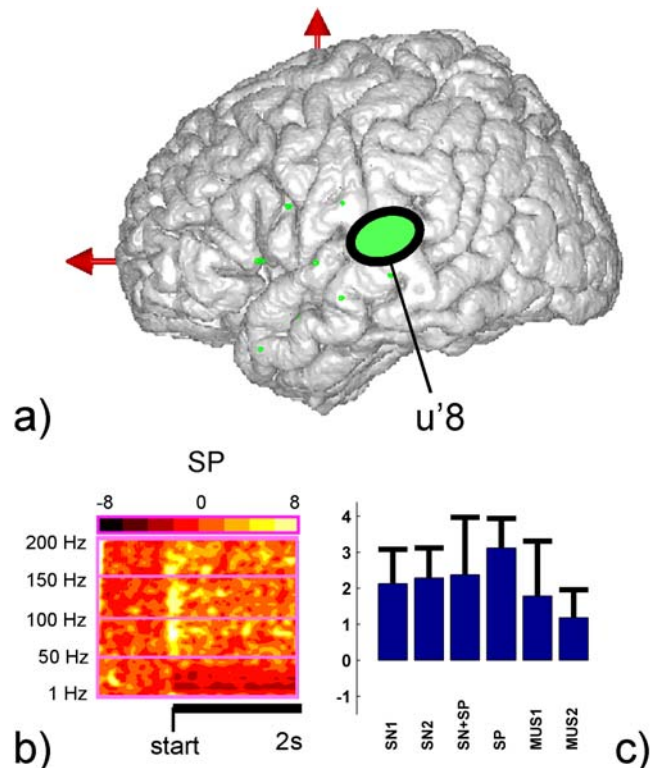 u'8
a)
SP
-8 0 8
200 Hz
150 Hz
100 Hz
50 Hz
1 Hz
start 2s
b)
4
3
2
1
0
-1
SN1 SN2 SN+SP SP MUS1 MUS2
c)